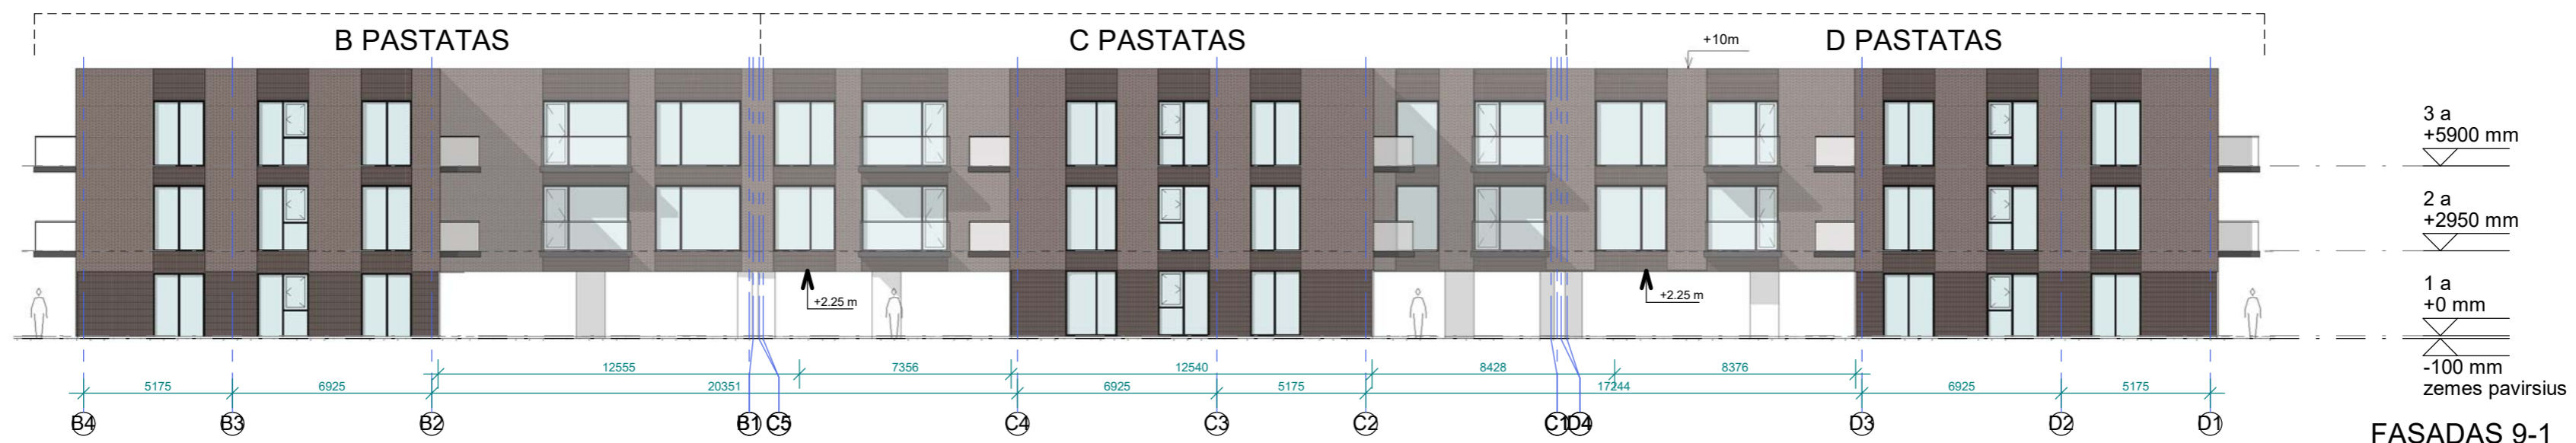 B PASTATAS
C PASTATAS
D PASTATAS
+10m
3 a
+5900 mm
2 a
+2950 mm
1 a
+0 mm
-100 mm
zemes pavirsius
+2.25 m
+2.25 m
12555
7356
12540
8428
8376
5175
6925
20351
6925
5175
17244
6925
5175
B4
B3
B2
B1
C5
C4
C3
C2
C1
D4
D3
D2
D1
FASADAS 9-1